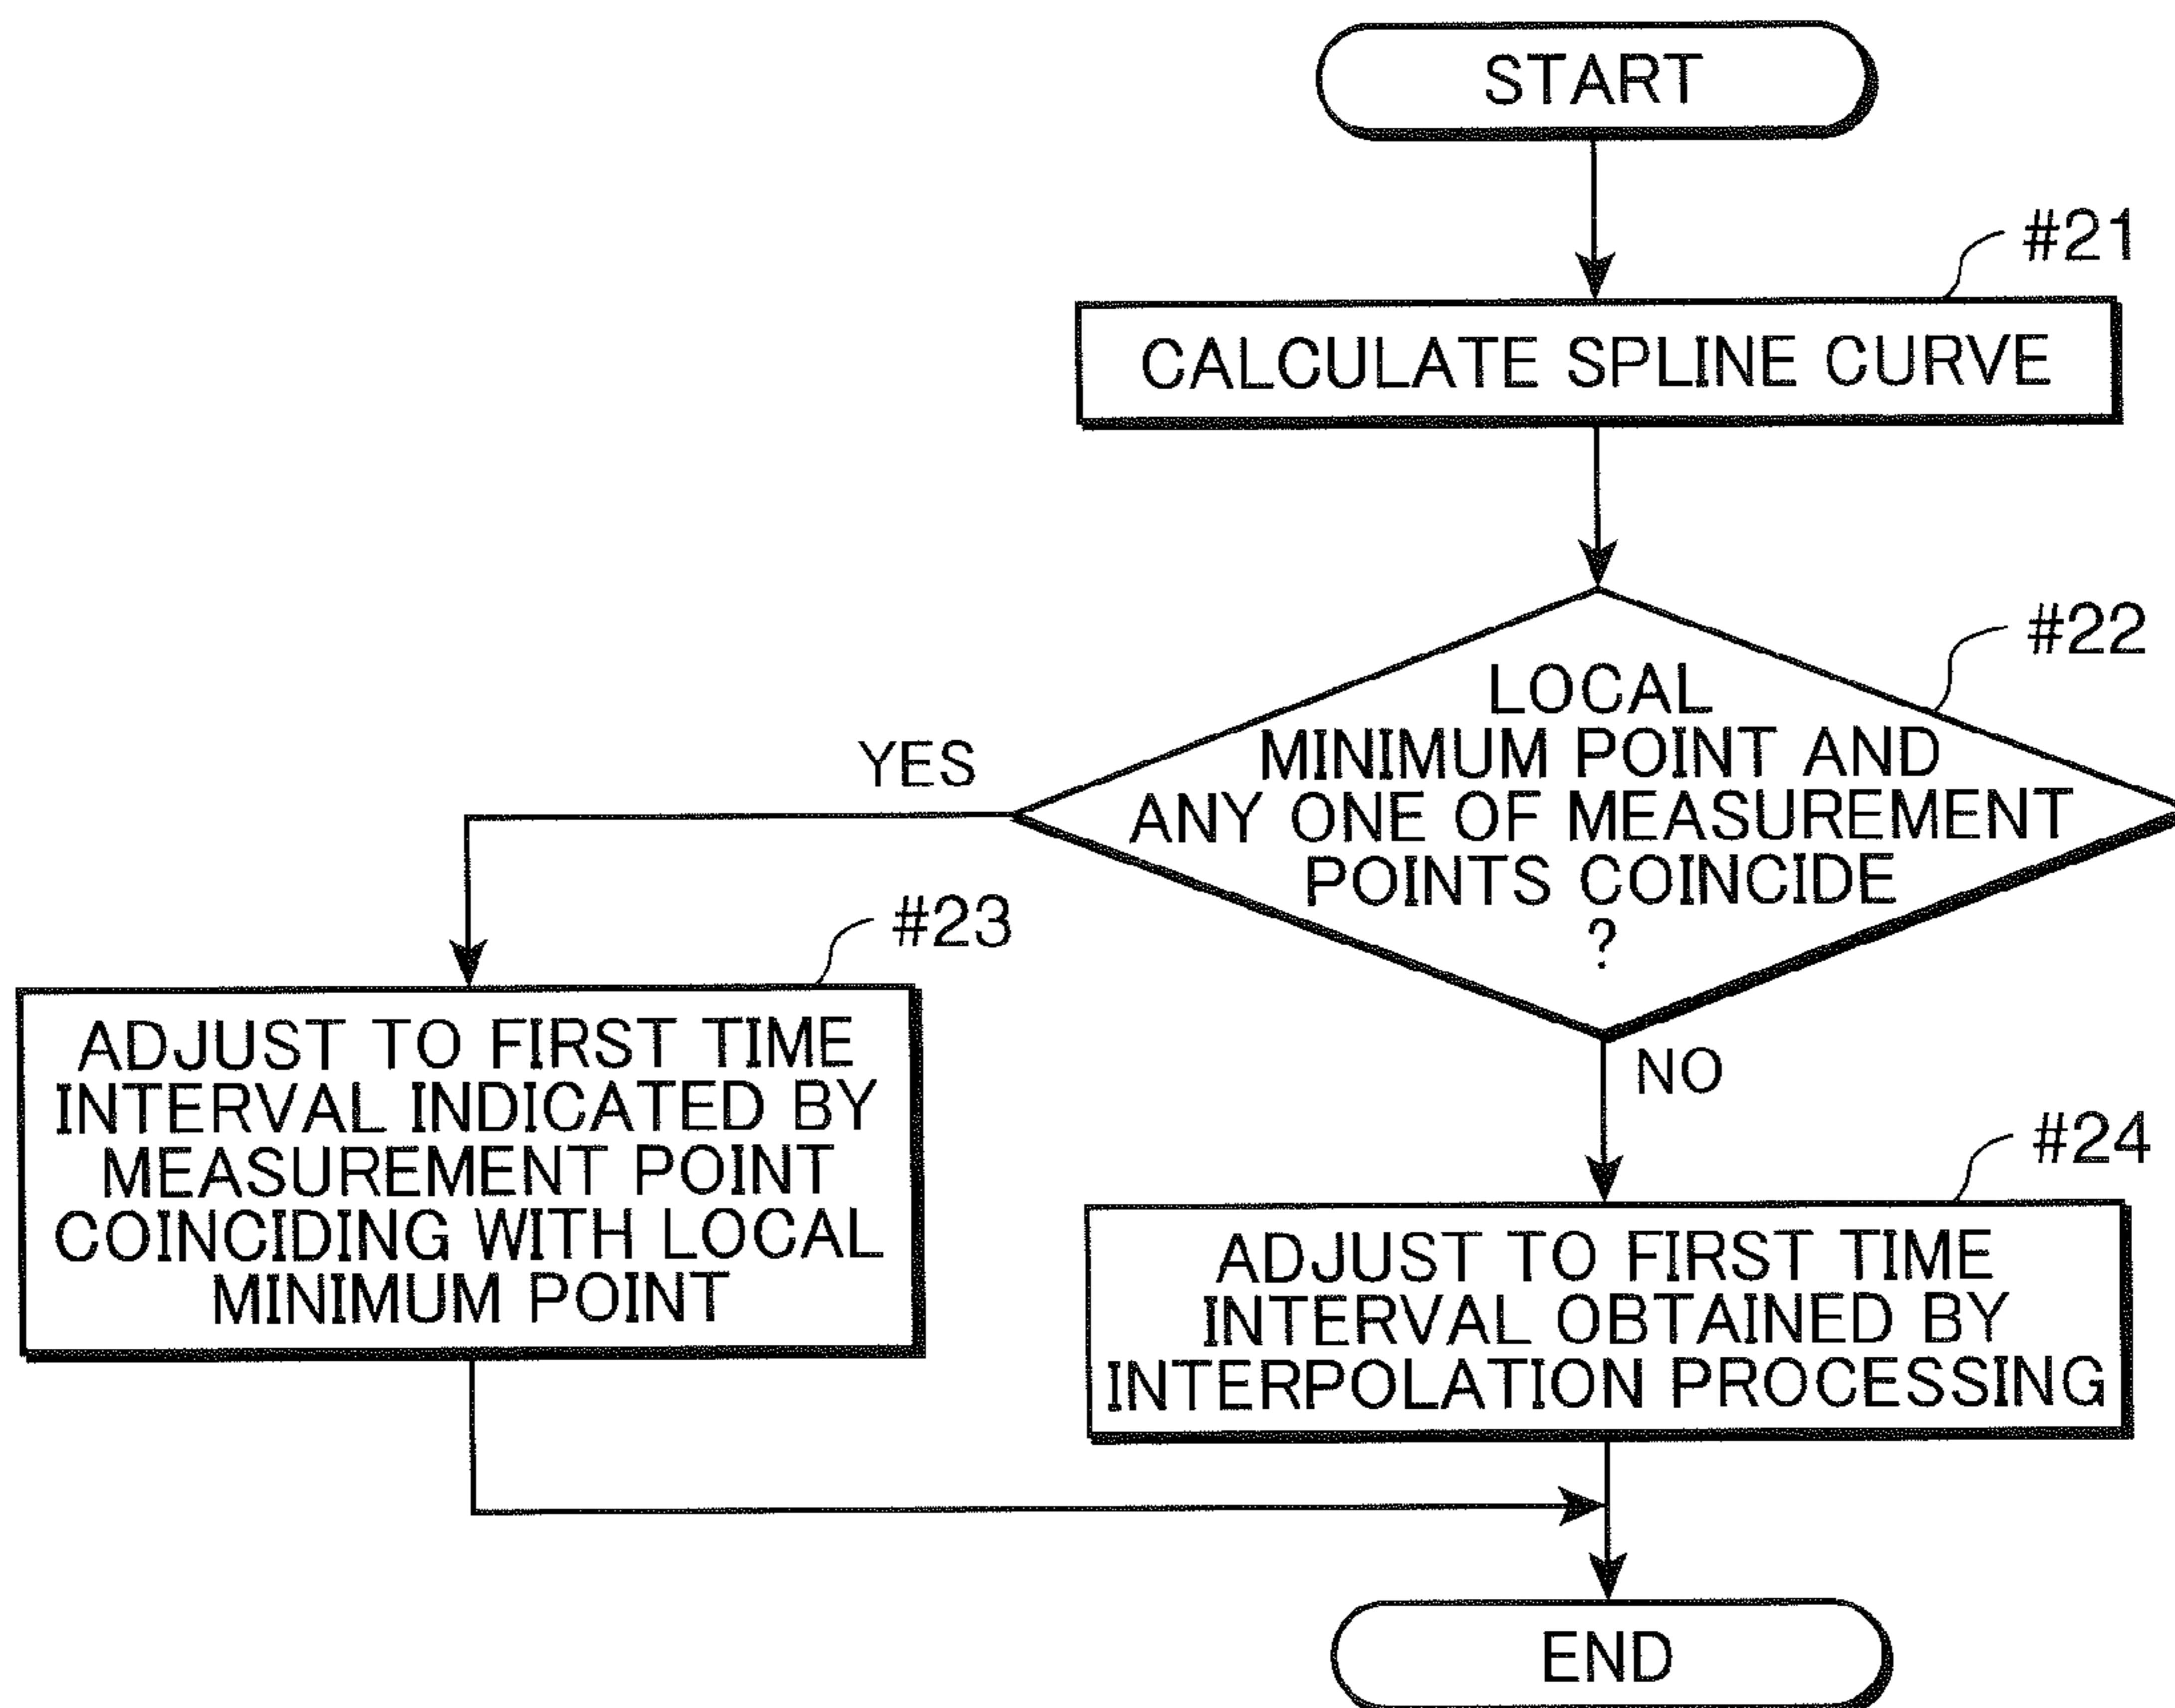 START
#21
CALCULATE SPLINE CURVE
#22
LOCAL
MINIMUM POINT AND
ANY ONE OF MEASUREMENT
POINTS COINCIDE
?
YES
NO
#23
ADJUST TO FIRST TIME
INTERVAL INDICATED BY
MEASUREMENT POINT
COINCIDING WITH LOCAL
MINIMUM POINT
#24
ADJUST TO FIRST TIME
INTERVAL OBTAINED BY
INTERPOLATION PROCESSING
END